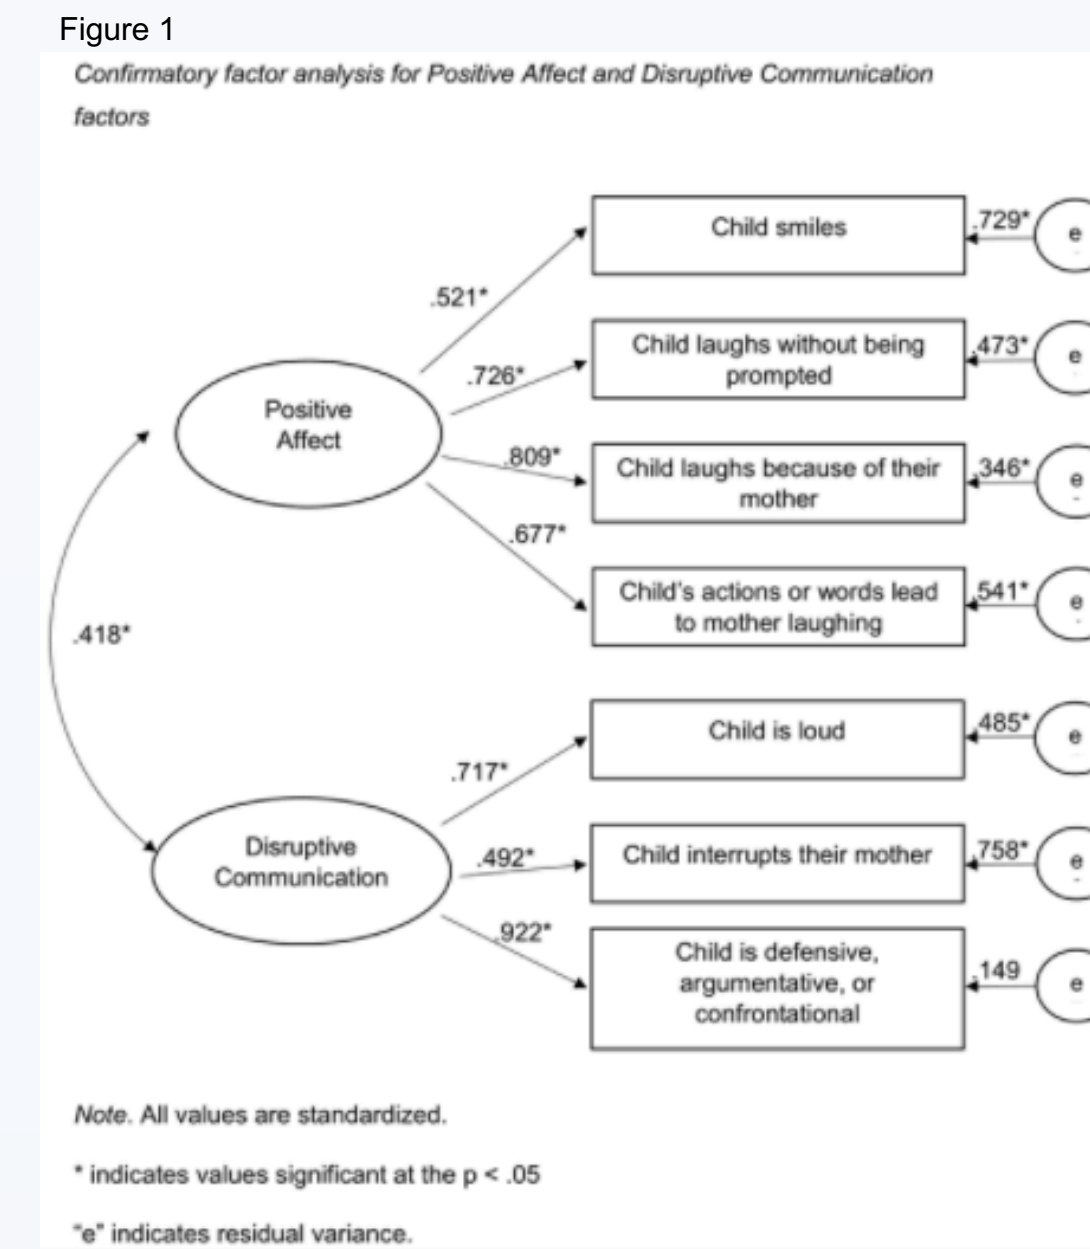 Figure 1
Confirmatory factor analysis for Positive Affect and Disruptive Communication
factors
Child smiles
.729*
e
.521*
Child laughs without being
prompted
.473*
e
.726*
Positive
Affect
.809*
Child laughs because of their
mother
.346*
e
.677*
Child's actions or words lead
to mother laughing
.541*
e
.418*
Child is loud
.485*
e
.717*
Disruptive
Communication
.492*
Child interrupts their mother
.758*
e
.922*
Child is defensive,
argumentative, or
confrontational
.149
e
Note. All values are standardized.
* indicates values significant at the p < .05
"e" indicates residual variance.